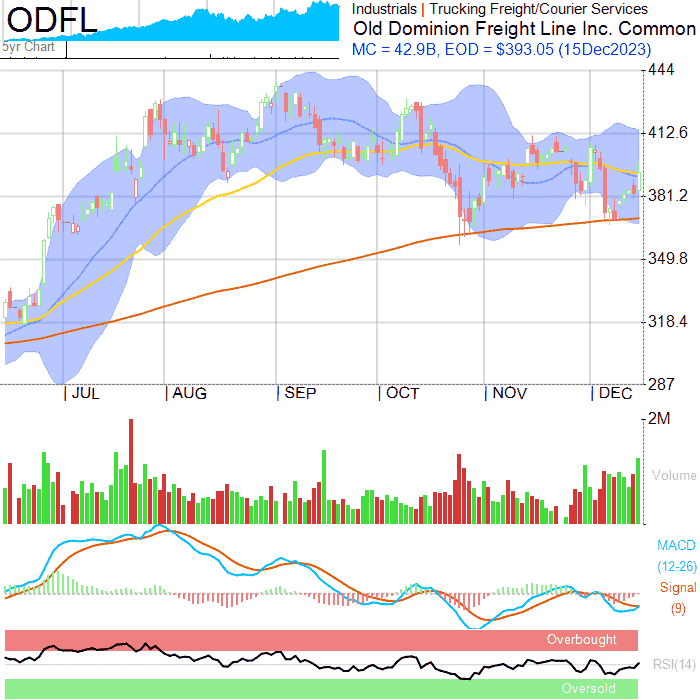 ODFL
5yr Chart
Industrials | Trucking Freight/Courier Services
Old Dominion Freight Line Inc. Common
MC = 42.9B, EOD = $393.05 (15Dec2023)
444
412.6
381.2
349.8
318.4
287
JUL AUG SEP OCT NOV DEC
2M
Volume
MACD
(12-26)
Signal
(9)
Overbought
RSI(14)
Oversold